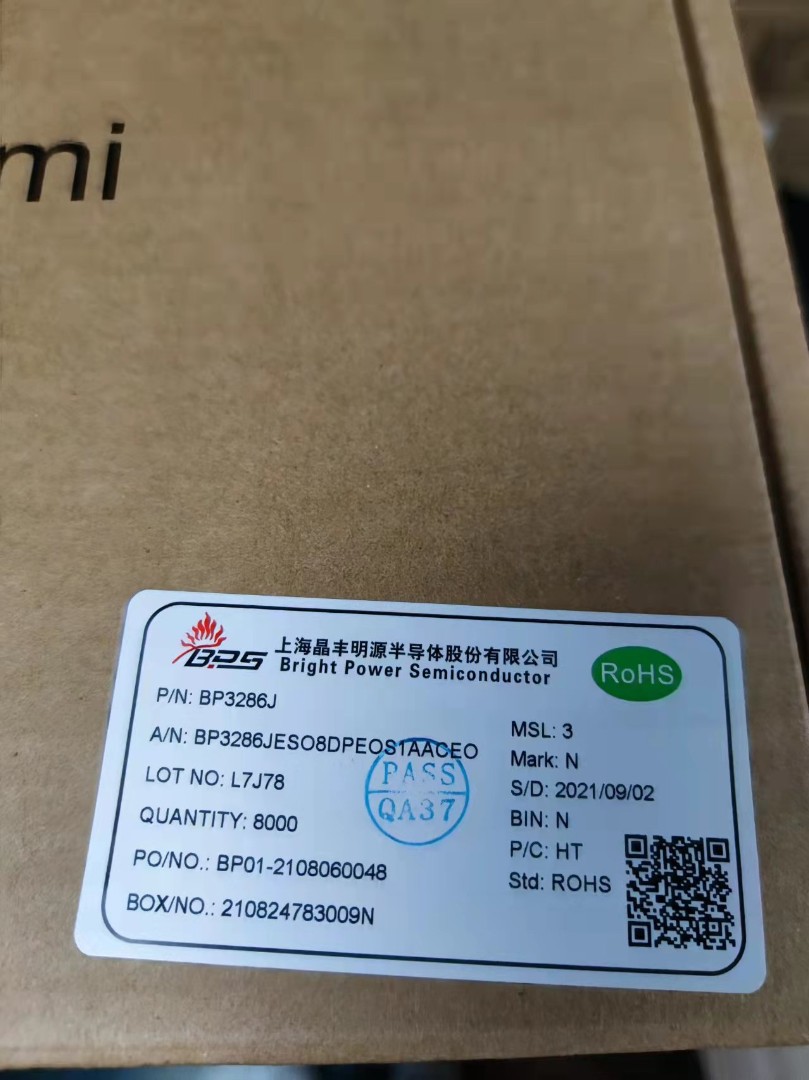 mi
BPS
上海晶丰明源半导体股份有限公司
Bright Power Semiconductor
RoHS
P/N: BP3286J
A/N: BP3286JESO8DPEOS1AACEO
LOT NO: L7J78
QUANTITY: 8000
PO/NO.: BP01-2108060048
BOX/NO.: 210824783009N
PASS
QA37
MSL: 3
Mark: N
S/D: 2021/09/02
BIN: N
P/C: HT
Std: ROHS